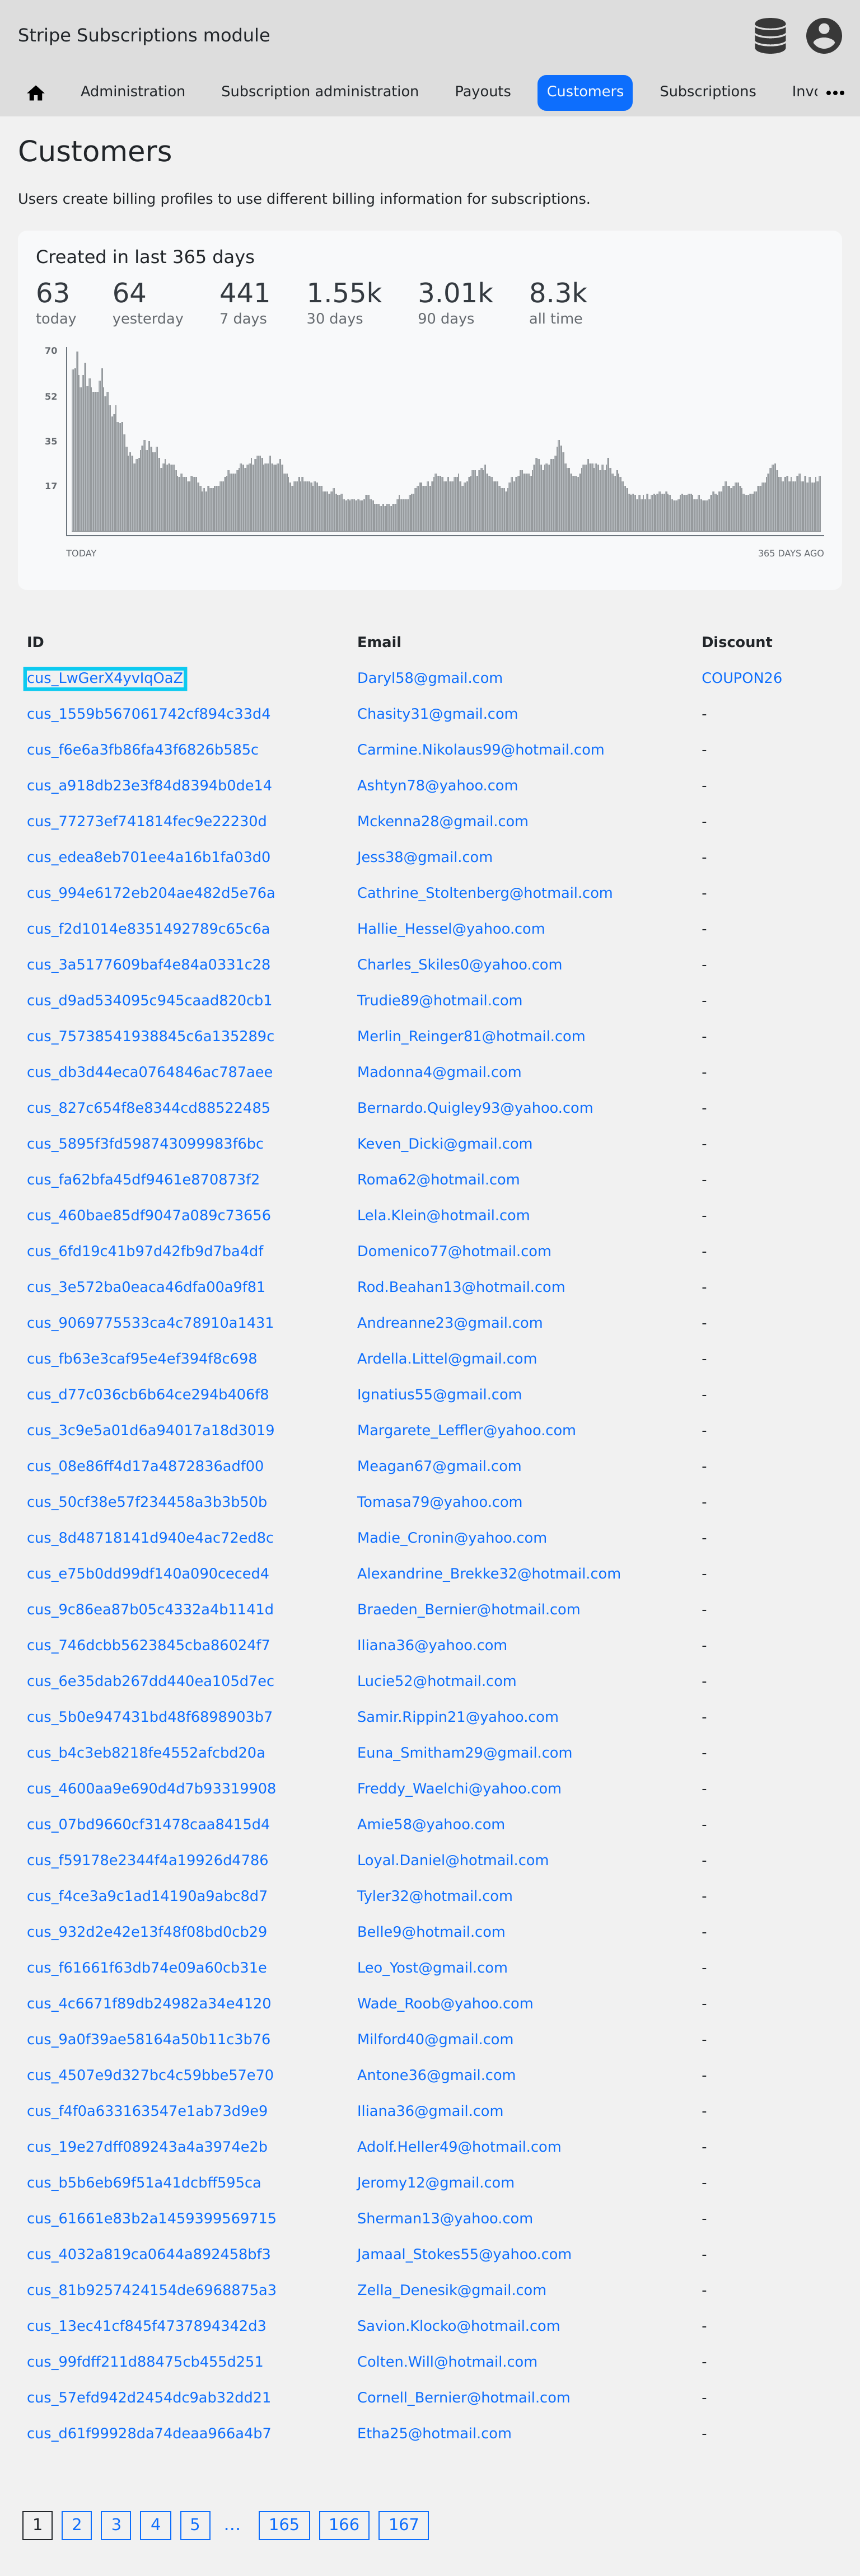 Stripe Subscriptions module
Administration Subscription administration Payouts Customers Subscriptions
Customers
Users create billing profiles to use different billing information for subscriptions.
Created in last 365 days
63 64 441 1.55k 3.01k 8.3k
today yesterday 7 days 30 days 90 days all time
70
52
35
17
TODAY 365 DAYS AGO
ID Email Discount
cus_LwGerX4yvIqOaZ Daryl58@gmail.com COUPON26
cus_1559b567061742cf894c33d4 Chasity31@gmail.com -
cus_f6e6a3fb86fa43f6826b585c Carmine.Nikolaus99@hotmail.com -
cus_a918db23e3f84d8394b0de14 Ashtyn78@yahoo.com -
cus_77273ef741814fec9e22230d Mckenna28@gmail.com -
cus_edea8eb701ee4a16b1fa03d0 Jess38@gmail.com -
cus_994e6172eb204ae482d5e76a Cathrine_Stoltenberg@hotmail.com -
cus_f2d1014e8351492789c65c6a Hallie_Hessel@yahoo.com -
cus_3a5177609baf4e84a0331c28 Charles_Skiles0@yahoo.com -
cus_d9ad534095c945caad820cb1 Trudie89@hotmail.com -
cus_75738541938845c6a135289c Merlin_Reinger81@hotmail.com -
cus_db3d44eca0764846ac787aee Madonna4@gmail.com -
cus_827c654f8e8344cd88522485 Bernardo.Quigley93@yahoo.com -
cus_5895f3fd598743099983f6bc Keven_Dicki@gmail.com -
cus_fa62bfa45df9461e870873f2 Roma62@hotmail.com -
cus_460bae85df9047a089c73656 Lela.Klein@hotmail.com -
cus_6fd19c41b97d42fb9d7ba4df Domenico77@hotmail.com -
cus_3e572ba0eaca46dfa00a9f81 Rod.Beahan13@hotmail.com -
cus_9069775533ca4c78910a1431 Andreanne23@gmail.com -
cus_fb63e3caf95e4ef394f8c698 Ardella.Littel@gmail.com -
cus_d77c036cb6b64ce294b406f8 Ignatius55@gmail.com -
cus_3c9e5a01d6a94017a18d3019 Margarete_Leffler@yahoo.com -
cus_08e86ff4d17a4872836adf00 Meagan67@gmail.com -
cus_50cf38e57f234458a3b3b50b Tomasa79@yahoo.com -
cus_8d48718141d940e4ac72ed8c Madie_Cronin@yahoo.com -
cus_e75b0dd99df140a090ceced4 Alexandrine_Brekke32@hotmail.com -
cus_9c86ea87b05c4332a4b1141d Braeden_Bernier@hotmail.com -
cus_746dcbb5623845cba86024f7 Iliana36@yahoo.com -
cus_6e35dab267dd440ea105d7ec Lucie52@hotmail.com -
cus_5b0e947431bd48f6898903b7 Samir.Rippin21@yahoo.com -
cus_b4c3eb8218fe4552afcbd20a Euna_Smitham29@gmail.com -
cus_4600aa9e690d4d7b93319908 Freddy_Waelchi@yahoo.com -
cus_07bd9660cf31478caa8415d4 Amie58@yahoo.com -
cus_f59178e2344f4a19926d4786 Loyal.Daniel@hotmail.com -
cus_f4ce3a9c1ad14190a9abc8d7 Tyler32@hotmail.com -
cus_932d2e42e13f48f08bd0cb29 Belle9@hotmail.com -
cus_f61661f63db74e09a60cb31e Leo_Yost@gmail.com -
cus_4c6671f89db24982a34e4120 Wade_Roob@yahoo.com -
cus_9a0f39ae58164a50b11c3b76 Milford40@gmail.com -
cus_4507e9d327bc4c59bbe57e70 Antone36@gmail.com -
cus_f4f0a633163547e1ab73d9e9 Iliana36@gmail.com -
cus_19e27dff089243a4a3974e2b Adolf.Heller49@hotmail.com -
cus_b5b6eb69f51a41dcbff595ca Jeromy12@gmail.com -
cus_61661e83b2a1459399569715 Sherman13@yahoo.com -
cus_4032a819ca0644a892458bf3 Jamaal_Stokes55@yahoo.com -
cus_81b9257424154de6968875a3 Zella_Denesik@gmail.com -
cus_13ec41cf845f4737894342d3 Savion.Klocko@hotmail.com -
cus_99fdff211d88475cb455d251 Colten.Will@hotmail.com -
cus_57efd942d2454dc9ab32dd21 Cornell_Bernier@hotmail.com -
cus_d61f99928da74deaa966a4b7 Etha25@hotmail.com -
1 2 3 4 5 … 165 166 167